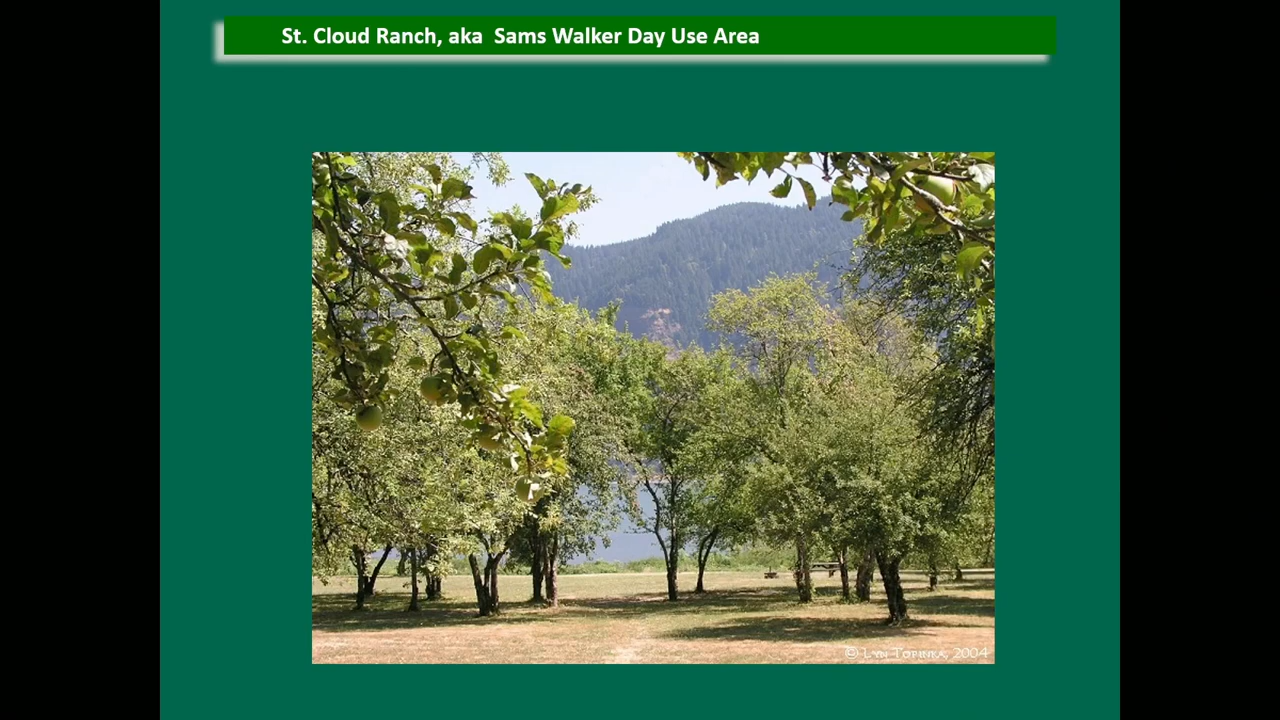 St. Cloud Ranch, aka  Sams Walker Day Use Area
© Lyn Topinka, 2004